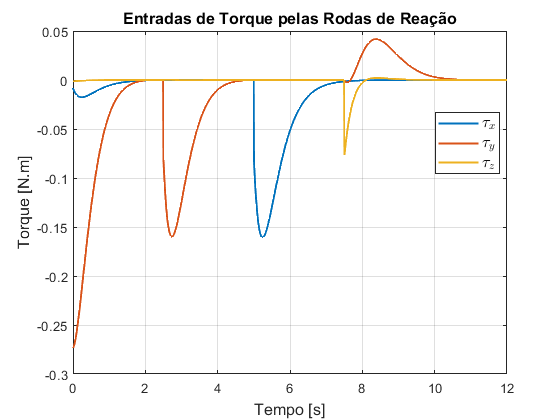 Entradas de Torque pelas Rodas de Reação
0.05
0
-0.05
-0.1
-0.15
-0.2
-0.25
-0.3
Torque [N.m]
τx
τy
τz
0 2 4 6 8 10 12
Tempo [s]